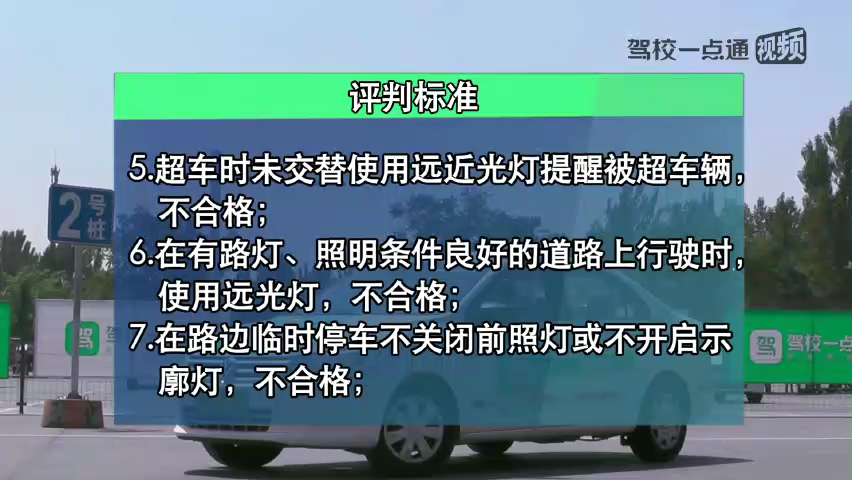 驾校一点通视频
评判标准
5.超车时未交替使用远近光灯提醒被超车辆，
不合格；
6.在有路灯、照明条件良好的道路上行驶时，
使用远光灯，不合格；
7.在路边临时停车不关闭前照灯或不开启示
廓灯，不合格；
2号桩
驾 驾校一点